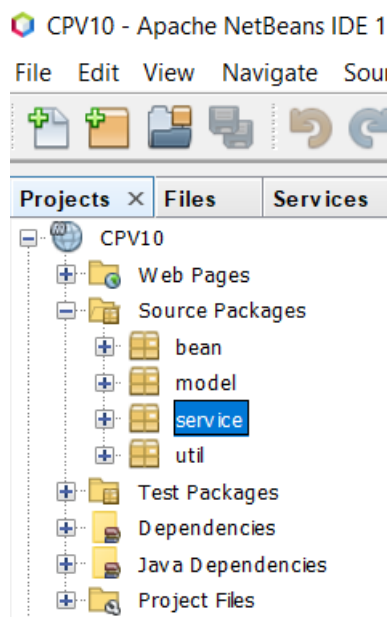 CPV10 - Apache NetBeans IDE 1
File Edit View Navigate Sour
Projects × Files Services
CPV10
Web Pages
Source Packages
bean
model
service
util
Test Packages
Dependencies
Java Dependencies
Project Files